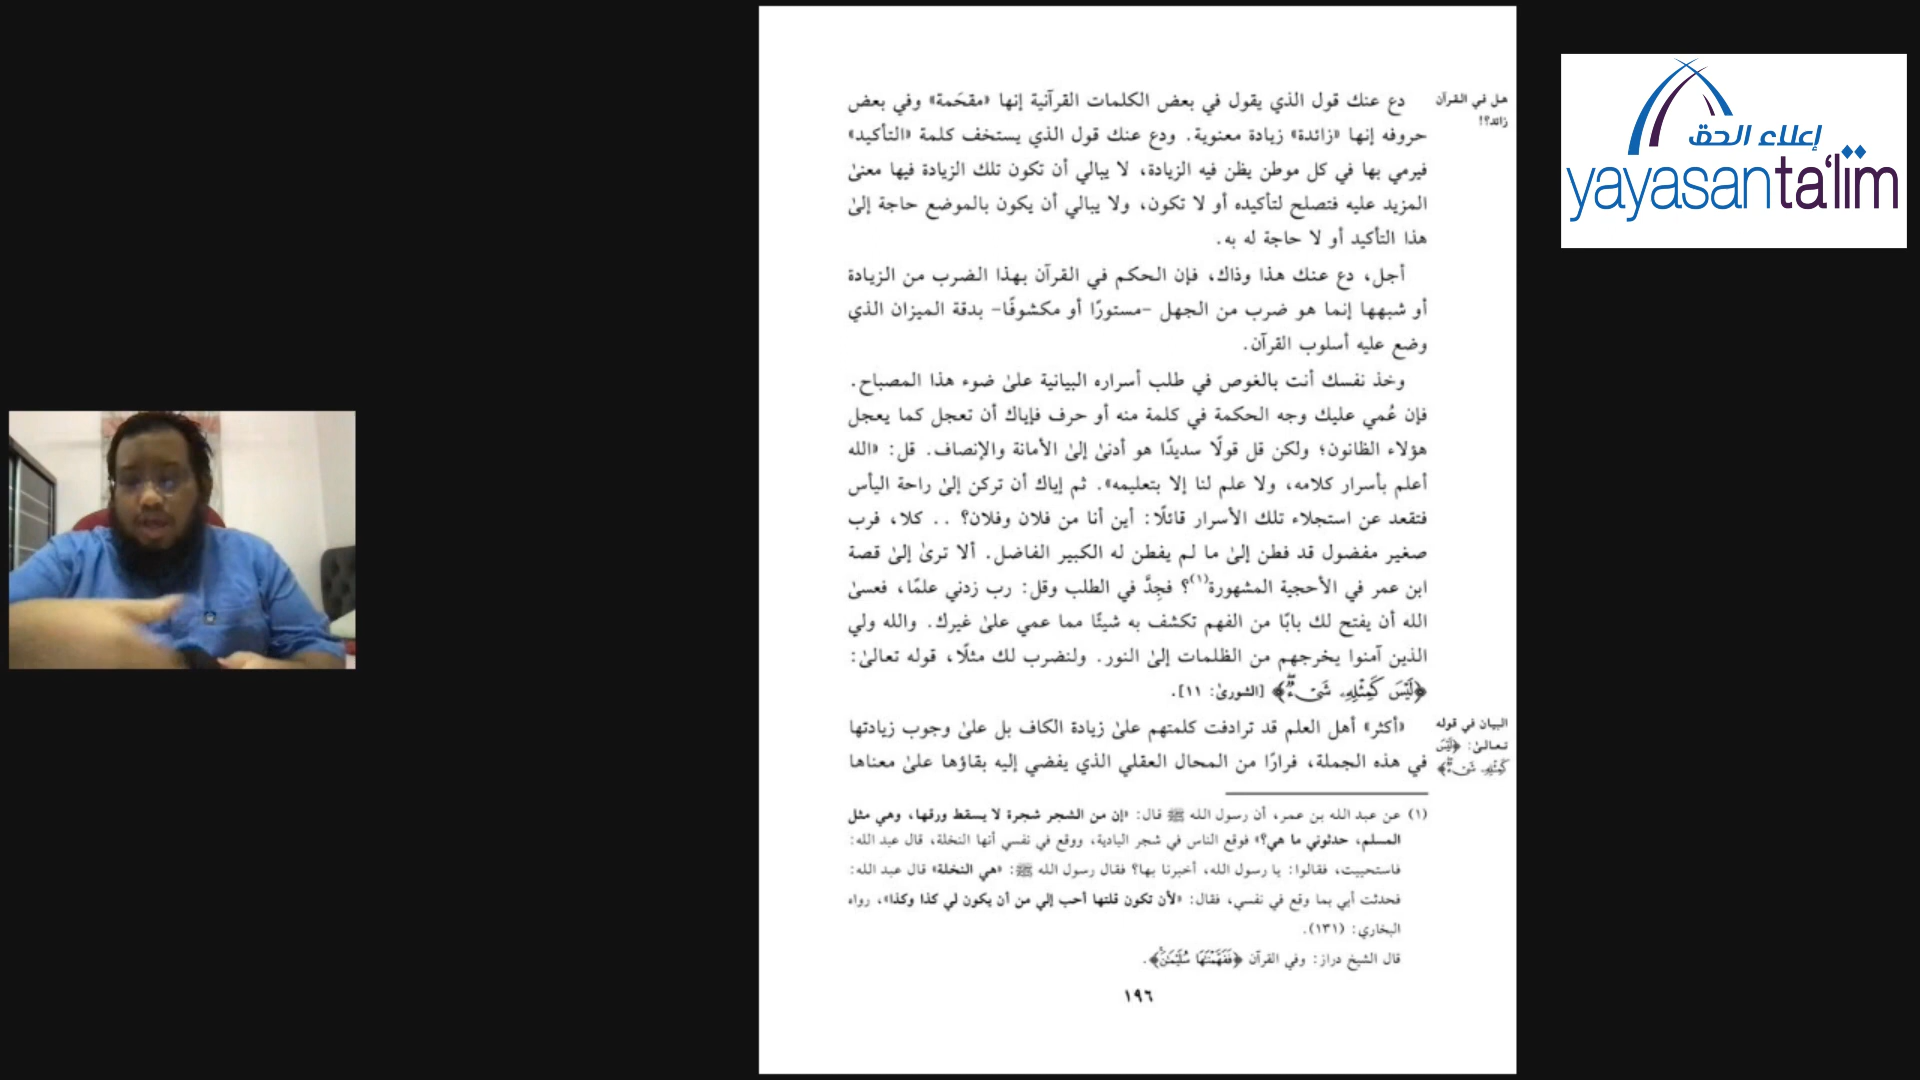 هل في القرآن
زائد؟!
دع عنك قول الذي يقول في بعض الكلمات القرآنية إنها «مقحَمة» وفي بعض
حروفه إنها «زائدة» زيادة معنوية. ودع عنك قول الذي يستخف كلمة «التأكيد»
فيرمي بها في كل موطن يظن فيه الزيادة، لا يبالي أن تكون تلك الزيادة فيها معنىٰ
المزيد عليه فتصلح لتأكيده أو لا تكون، ولا يبالي أن يكون بالموضع حاجة إلىٰ
هذا التأكيد أو لا حاجة له به.
أجل، دع عنك هذا وذاك، فإن الحكم في القرآن بهذا الضرب من الزيادة
أو شبهها إنما هو ضرب من الجهل -مستورًا أو مكشوفًا- بدقة الميزان الذي
وضع عليه أسلوب القرآن.
وخذ نفسك أنت بالغوص في طلب أسراره البيانية علىٰ ضوء هذا المصباح.
فإن عُمي عليك وجه الحكمة في كلمة منه أو حرف فإياك أن تعجل كما يعجل
هؤلاء الظانون؛ ولكن قل قولًا سديدًا هو أدنىٰ إلىٰ الأمانة والإنصاف. قل: «الله
أعلم بأسرار كلامه، ولا علم لنا إلا بتعليمه». ثم إياك أن تركن إلىٰ راحة اليأس
فتقعد عن استجلاء تلك الأسرار قائلًا: أين أنا من فلان وفلان؟ .. كلا، فرب
صغير مفضول قد فطن إلىٰ ما لم يفطن له الكبير الفاضل. ألا ترىٰ إلىٰ قصة
ابن عمر في الأحجية المشهورة(١)؟ فجِدَّ في الطلب وقل: رب زدني علمًا، فعسىٰ
الله أن يفتح لك بابًا من الفهم تكشف به شيئًا مما عمي علىٰ غيرك. والله ولي
الذين آمنوا يخرجهم من الظلمات إلىٰ النور. ولنضرب لك مثلًا، قوله تعالىٰ:
﴿لَيْسَ كَمِثْلِهِۦ شَىْءٌ﴾ [الشورىٰ: ١١].
البيان في قوله
تعالىٰ: ﴿لَيْسَ
كَمِثْلِهِۦ شَىْءٌ﴾
«أكثر» أهل العلم قد ترادفت كلمتهم علىٰ زيادة الكاف بل علىٰ وجوب زيادتها
في هذه الجملة، فرارًا من المحال العقلي الذي يفضي إليه بقاؤها علىٰ معناها
(١) عن عبد الله بن عمر، أن رسول الله ﷺ قال: «إن من الشجر شجرة لا يسقط ورقها، وهي مثل
المسلم، حدثوني ما هي؟» فوقع الناس في شجر البادية، ووقع في نفسي أنها النخلة، قال عبد الله:
فاستحييت، فقالوا: يا رسول الله، أخبرنا بها؟ فقال رسول الله ﷺ: «هي النخلة» قال عبد الله:
فحدثت أبي بما وقع في نفسي، فقال: «لأن تكون قلتها أحب إلي من أن يكون لي كذا وكذا»، رواه
البخاري: (١٣١).
قال الشيخ دراز: وفي القرآن ﴿فَفَهَّمْنَٰهَا سُلَيْمَٰنَ﴾.
١٩٦
إعلاء الحق
yayasanta'lim